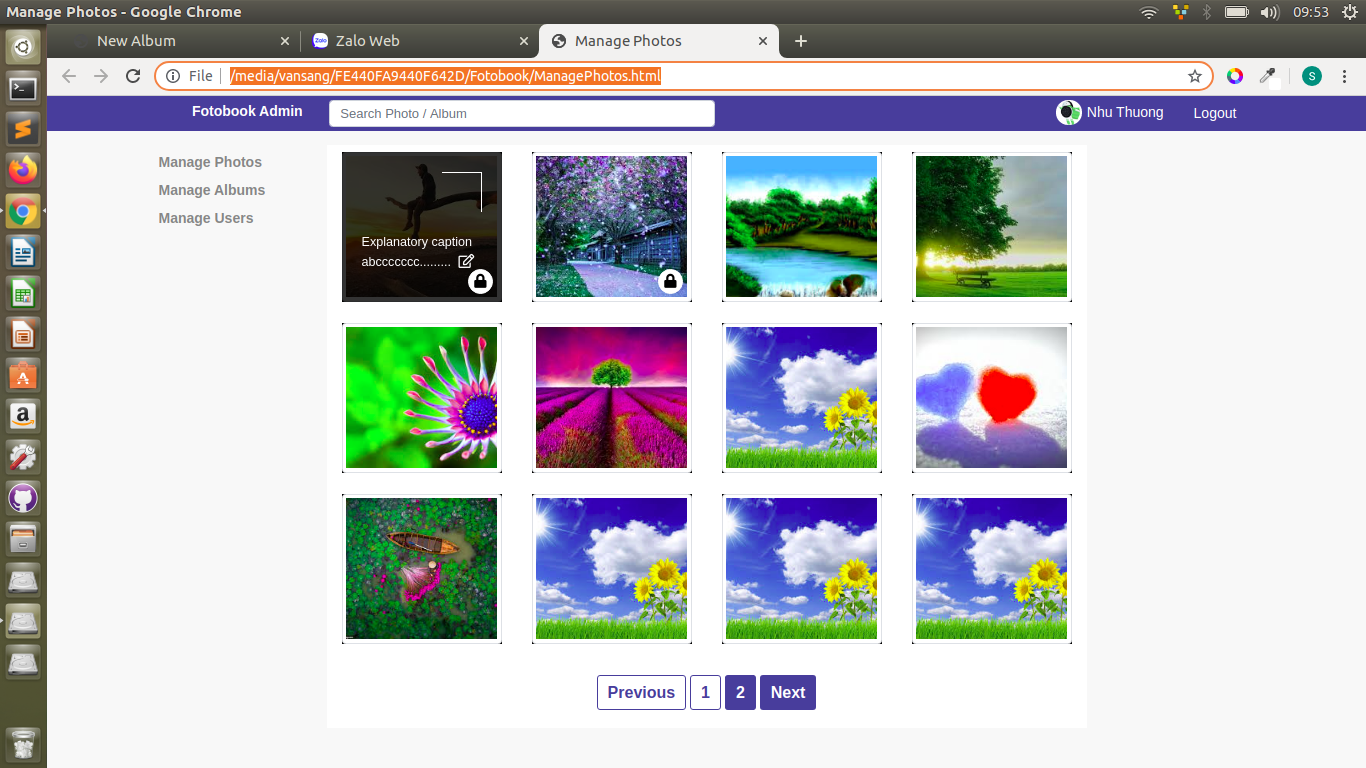 Manage Photos - Google Chrome
09:53
New Album
Zalo
Zalo Web
Manage Photos
File
/media/vansang/FE440FA9440F642D/Fotobook/ManagePhotos.html
S
Fotobook Admin
Search Photo / Album
Nhu Thuong
Logout
Manage Photos
Manage Albums
Manage Users
Explanatory caption
abccccccc.........
Previous
1
2
Next